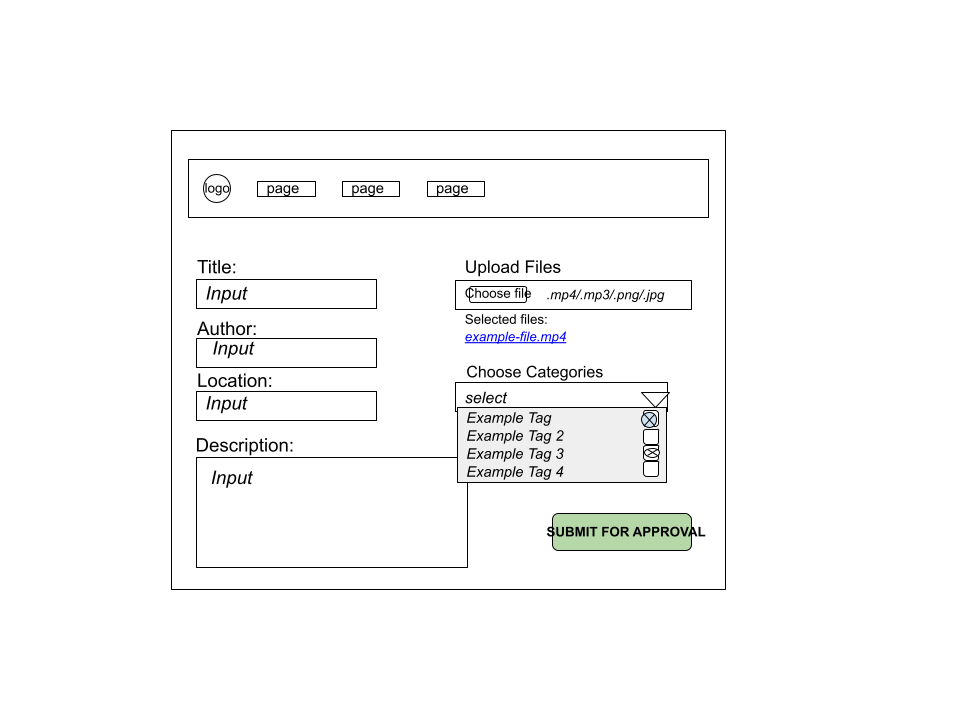 logo
page
page
page
Title:
Input
Author:
Input
Location:
Input
Description:
Input
Upload Files
Choose file
.mp4/.mp3/.png/.jpg
Selected files:
example-file.mp4
Choose Categories
select
Example Tag
Example Tag 2
Example Tag 3
Example Tag 4
SUBMIT FOR APPROVAL